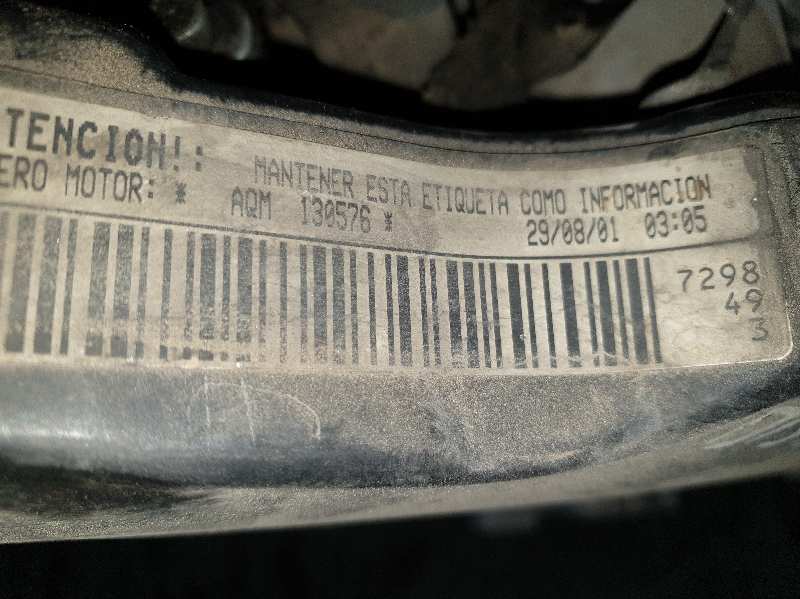 TENCION!: MANTENER ESTA ETIQUETA COMO INFORMACION
ERO MOTOR: * AQM 130576 * 29/08/01 03:05
7298
49
3